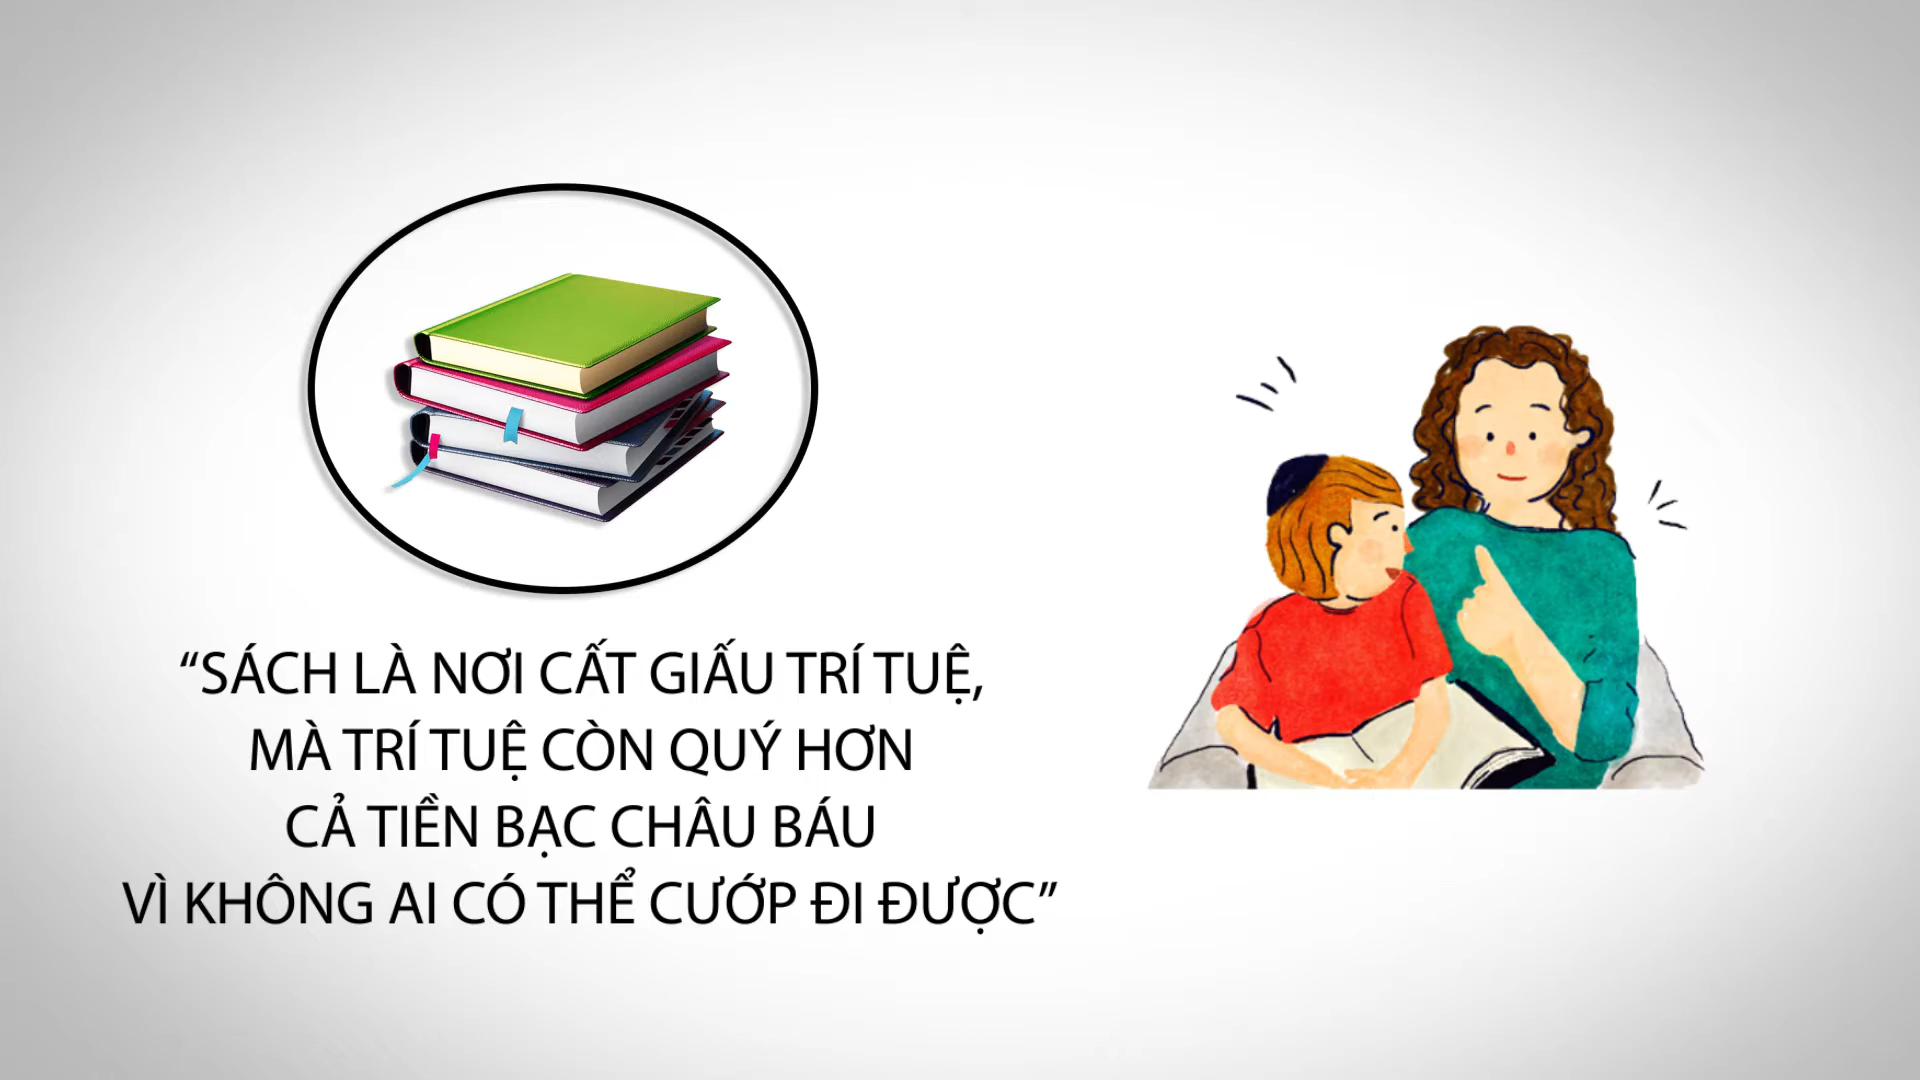 “SÁCH LÀ NƠI CẤT GIẤU TRÍ TUỆ,
MÀ TRÍ TUỆ CÒN QUÝ HƠN
CẢ TIỀN BẠC CHÂU BÁU
VÌ KHÔNG AI CÓ THỂ CƯỚP ĐI ĐƯỢC”